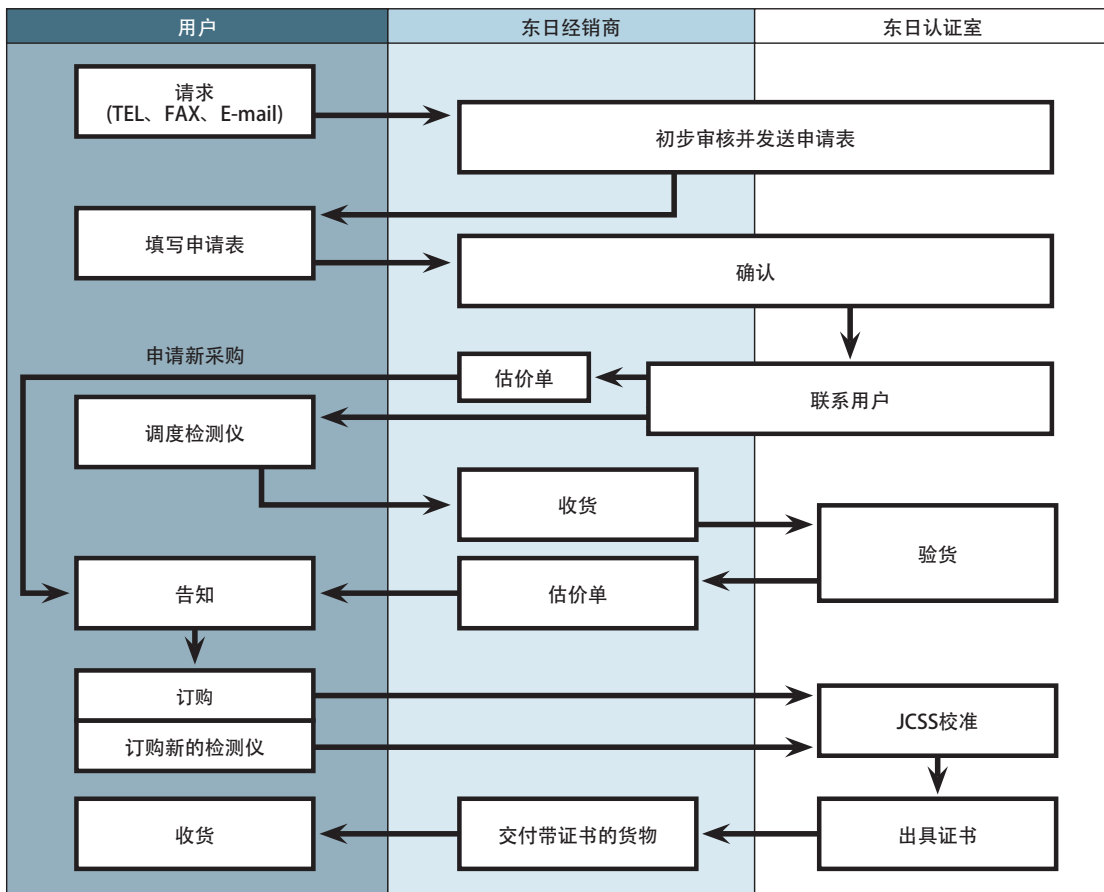 用户
东日经销商
东日认证室
请求
(TEL、FAX、E-mail)
初步审核并发送申请表
填写申请表
确认
申请新采购
估价单
联系用户
调度检测仪
收货
验货
告知
估价单
订购
JCSS校准
订购新的检测仪
收货
交付带证书的货物
出具证书